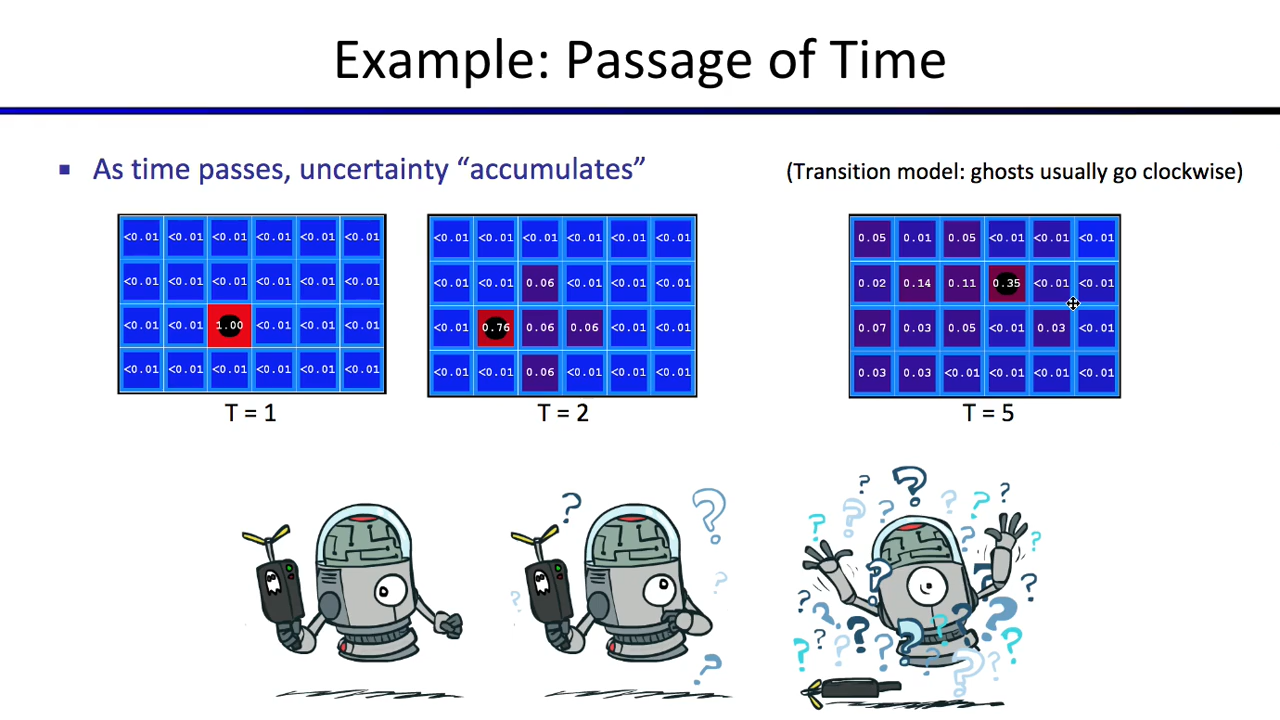 Example: Passage of Time
▪ As time passes, uncertainty “accumulates”
(Transition model: ghosts usually go clockwise)
<0.01 <0.01 <0.01 <0.01 <0.01 <0.01
<0.01 <0.01 <0.01 <0.01 <0.01 <0.01
<0.01 <0.01 1.00 <0.01 <0.01 <0.01
<0.01 <0.01 <0.01 <0.01 <0.01 <0.01
T = 1
<0.01 <0.01 <0.01 <0.01 <0.01 <0.01
<0.01 <0.01 0.06 <0.01 <0.01 <0.01
<0.01 0.76 0.06 0.06 <0.01 <0.01
<0.01 <0.01 0.06 <0.01 <0.01 <0.01
T = 2
0.05 0.01 0.05 <0.01 <0.01 <0.01
0.02 0.14 0.11 0.35 <0.01 <0.01
0.07 0.03 0.05 <0.01 0.03 <0.01
0.03 0.03 <0.01 <0.01 <0.01 <0.01
T = 5